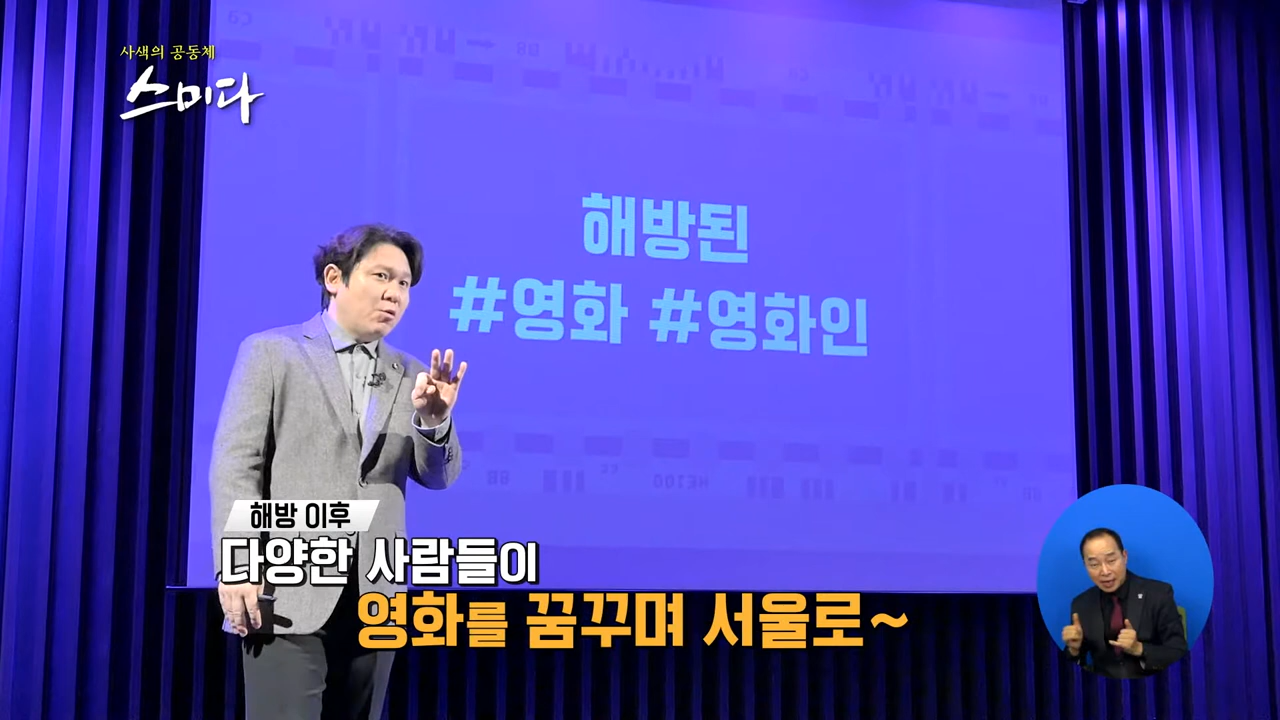 사색의 공동체
스미다
해방된
#영화 #영화인
해방 이후
다양한 사람들이
영화를 꿈꾸며 서울로~